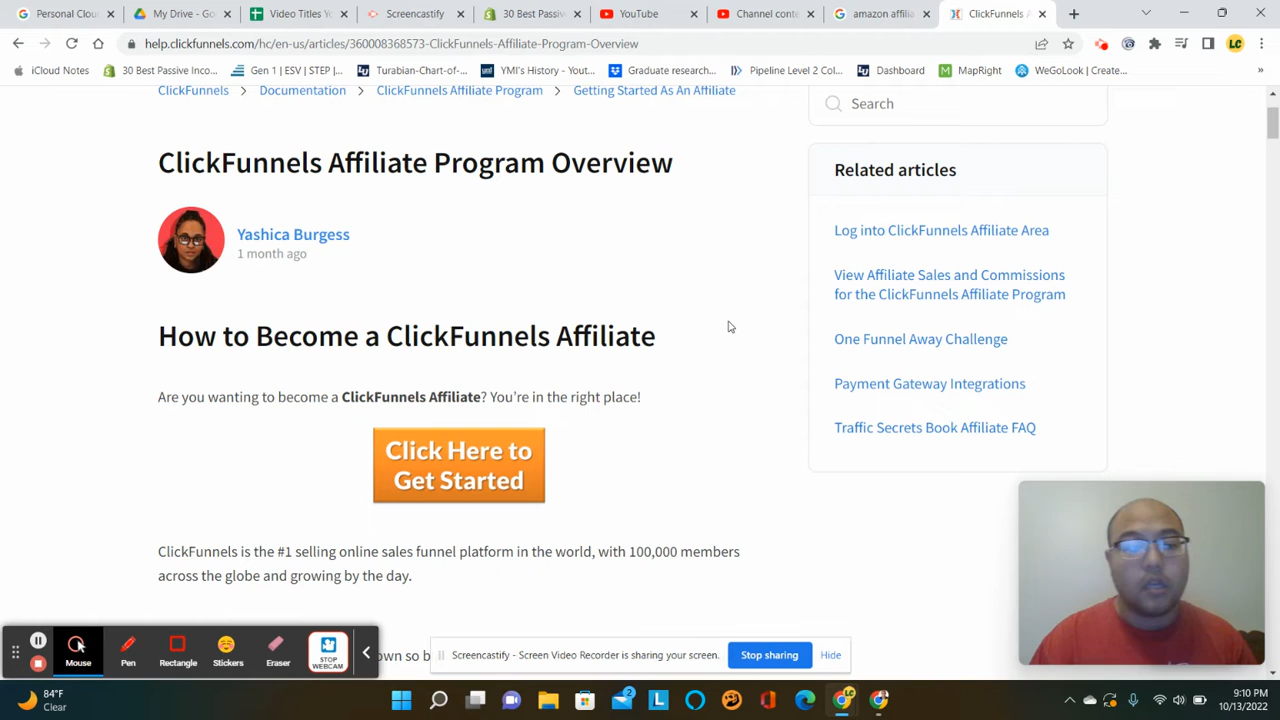 Personal Clou
My Drive - Go
Video Titles Yo
Screencastify
30 Best Passiv
YouTube
Channel conte
amazon affilia
ClickFunnels A
help.clickfunnels.com/hc/en-us/articles/360008368573-ClickFunnels-Affiliate-Program-Overview
LC
iCloud Notes
30 Best Passive Inco...
Gen 1 | ESV | STEP |...
Turabian-Chart-of-...
YMI's History - Yout...
Graduate research...
Pipeline Level 2 Col...
Dashboard
MapRight
WeGoLook | Create...
»
ClickFunnels > Documentation > ClickFunnels Affiliate Program > Getting Started As An Affiliate
Search
ClickFunnels Affiliate Program Overview
Yashica Burgess
1 month ago
Related articles
Log into ClickFunnels Affiliate Area
View Affiliate Sales and Commissions
for the ClickFunnels Affiliate Program
One Funnel Away Challenge
Payment Gateway Integrations
Traffic Secrets Book Affiliate FAQ
How to Become a ClickFunnels Affiliate
Are you wanting to become a ClickFunnels Affiliate? You're in the right place!
Click Here to
Get Started
ClickFunnels is the #1 selling online sales funnel platform in the world, with 100,000 members
across the globe and growing by the day.
own so b
Mouse
Pen
Rectangle
Stickers
Eraser
STOP
WEBCAM
Screencastify - Screen Video Recorder is sharing your screen.
Stop sharing
Hide
84°F
Clear
2
L
LC
9:10 PM
10/13/2022